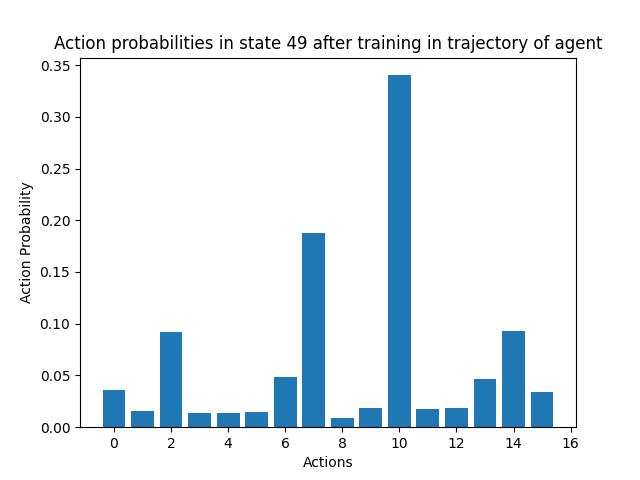 Action probabilities in state 49 after training in trajectory of agent
0.35
0.30
0.25
0.20
0.15
0.10
0.05
0.00
Action Probability
0 2 4 6 8 10 12 14 16
Actions